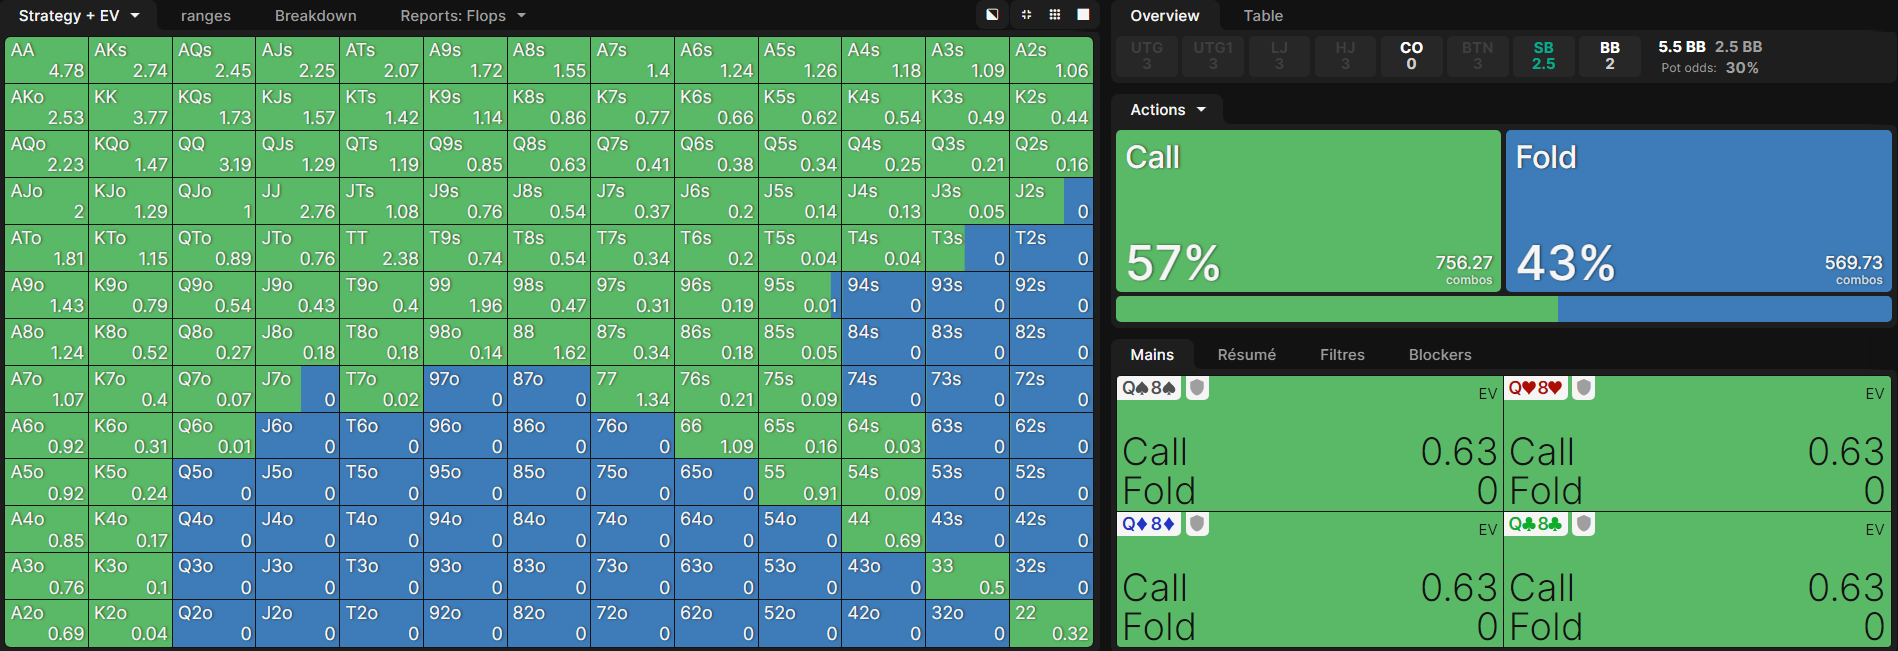 Strategy + EV ranges Breakdown Reports: Flops
AA AKs AQs AJs ATs A9s A8s A7s A6s A5s A4s A3s A2s
4.78 2.74 2.45 2.25 2.07 1.72 1.55 1.4 1.24 1.26 1.18 1.09 1.06
AKo KK KQs KJs KTs K9s K8s K7s K6s K5s K4s K3s K2s
2.53 3.77 1.73 1.57 1.42 1.14 0.86 0.77 0.66 0.62 0.54 0.49 0.44
AQo KQo QQ QJs QTs Q9s Q8s Q7s Q6s Q5s Q4s Q3s Q2s
2.23 1.47 3.19 1.29 1.19 0.85 0.63 0.41 0.38 0.34 0.25 0.21 0.16
AJo KJo QJo JJ JTs J9s J8s J7s J6s J5s J4s J3s J2s
2 1.29 1 2.76 1.08 0.76 0.54 0.37 0.2 0.14 0.13 0.05 0
ATo KTo QTo JTo TT T9s T8s T7s T6s T5s T4s T3s T2s
1.81 1.15 0.89 0.76 2.38 0.74 0.54 0.34 0.2 0.04 0.04 0 0
A9o K9o Q9o J9o T9o 99 98s 97s 96s 95s 94s 93s 92s
1.43 0.79 0.54 0.43 0.4 1.96 0.47 0.31 0.19 0.01 0 0 0
A8o K8o Q8o J8o T8o 98o 88 87s 86s 85s 84s 83s 82s
1.24 0.52 0.27 0.18 0.18 0.14 1.62 0.34 0.18 0.05 0 0 0
A7o K7o Q7o J7o T7o 97o 87o 77 76s 75s 74s 73s 72s
1.07 0.4 0.07 0 0.02 0 0 1.34 0.21 0.09 0 0 0
A6o K6o Q6o J6o T6o 96o 86o 76o 66 65s 64s 63s 62s
0.92 0.31 0.01 0 0 0 0 0 1.09 0.16 0.03 0 0
A5o K5o Q5o J5o T5o 95o 85o 75o 65o 55 54s 53s 52s
0.92 0.24 0 0 0 0 0 0 0 0.91 0.09 0 0
A4o K4o Q4o J4o T4o 94o 84o 74o 64o 54o 44 43s 42s
0.85 0.17 0 0 0 0 0 0 0 0 0.69 0 0
A3o K3o Q3o J3o T3o 93o 83o 73o 63o 53o 43o 33 32s
0.76 0.1 0 0 0 0 0 0 0 0 0 0.5 0
A2o K2o Q2o J2o T2o 92o 82o 72o 62o 52o 42o 32o 22
0.69 0.04 0 0 0 0 0 0 0 0 0 0 0.32
Overview Table
UTG UTG1 LJ HJ CO BTN SB BB
3 3 3 3 0 3 2.5 2
5.5 BB 2.5 BB
Pot odds: 30%
Actions
Call
57%
756.27
combos
Fold
43%
569.73
combos
Mains Résumé Filtres Blockers
Q♠8♠ EV
Call 0.63
Fold 0
Q♥8♥ EV
Call 0.63
Fold 0
Q♦8♦ EV
Call 0.63
Fold 0
Q♣8♣ EV
Call 0.63
Fold 0